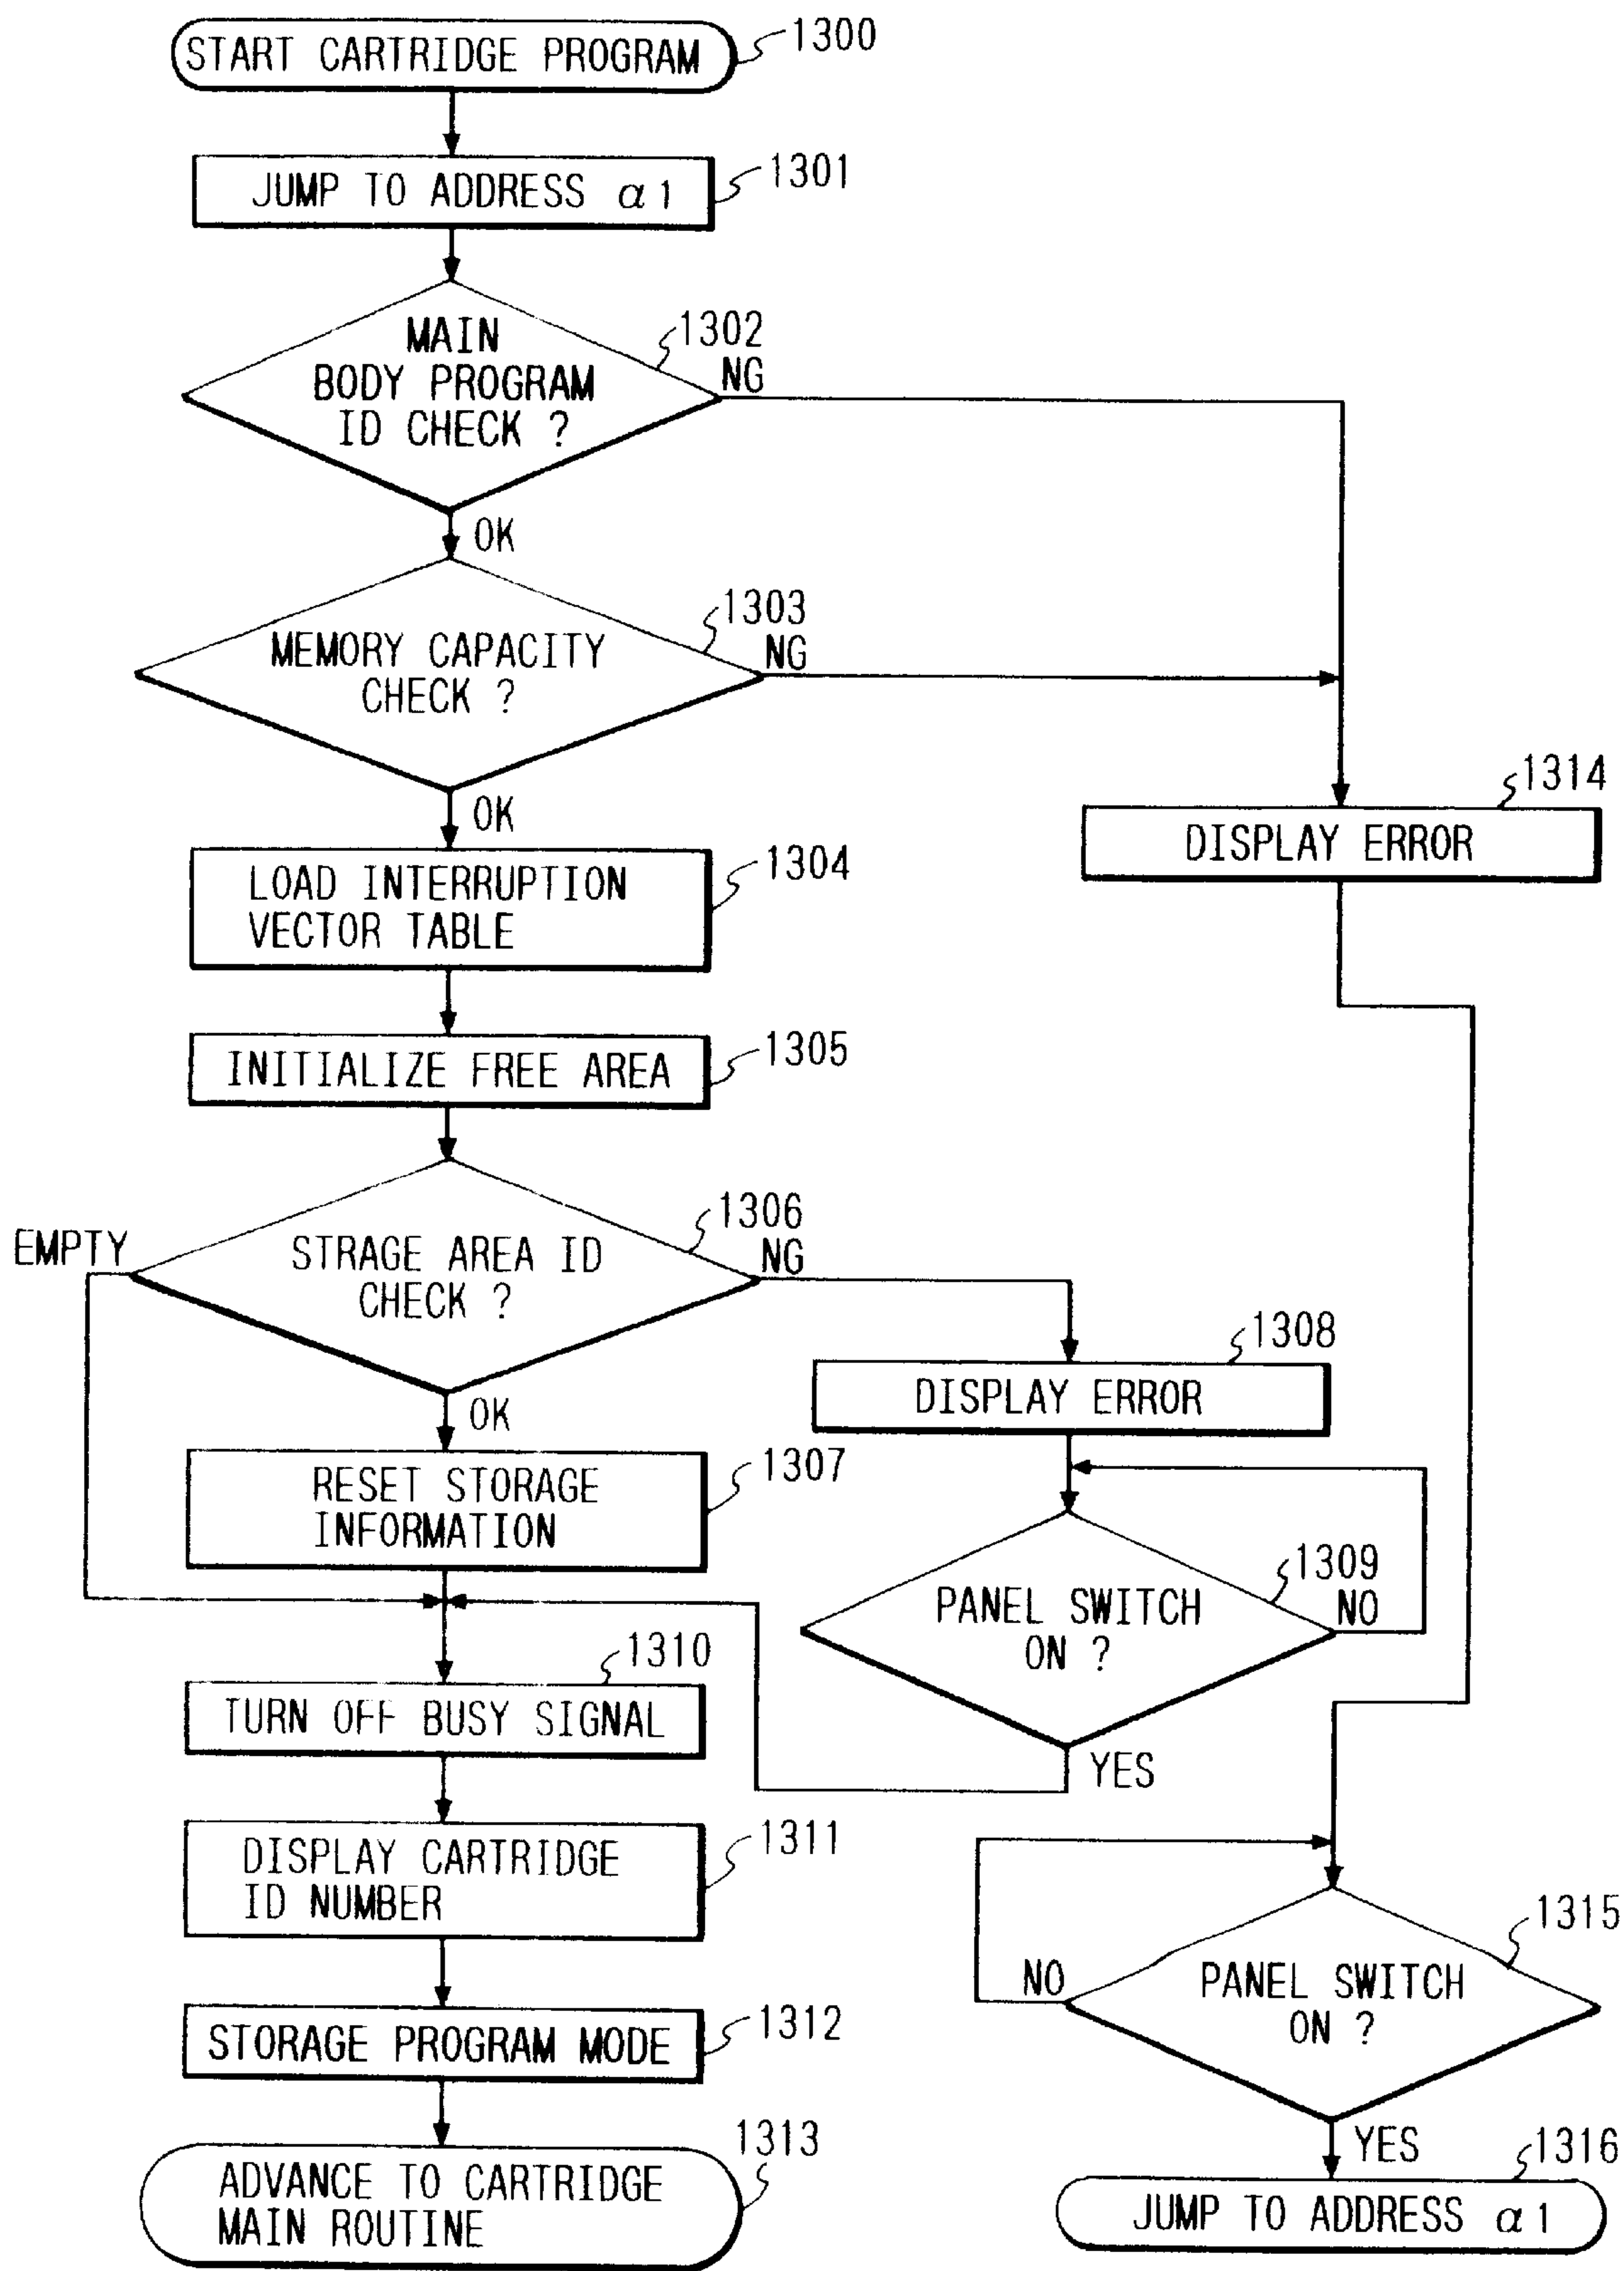 START CARTRIDGE PROGRAM
1300
JUMP TO ADDRESS α1
1301
MAIN
BODY PROGRAM
ID CHECK ?
1302
NG
OK
MEMORY CAPACITY
CHECK ?
1303
NG
OK
LOAD INTERRUPTION
VECTOR TABLE
1304
1314
DISPLAY ERROR
INITIALIZE FREE AREA
1305
EMPTY
STRAGE AREA ID
CHECK ?
1306
NG
OK
1308
DISPLAY ERROR
RESET STORAGE
INFORMATION
1307
PANEL SWITCH
ON ?
1309
NO
YES
1310
TURN OFF BUSY SIGNAL
DISPLAY CARTRIDGE
ID NUMBER
1311
STORAGE PROGRAM MODE
1312
ADVANCE TO CARTRIDGE
MAIN ROUTINE
1313
PANEL SWITCH
ON ?
1315
NO
YES
1316
JUMP TO ADDRESS α1